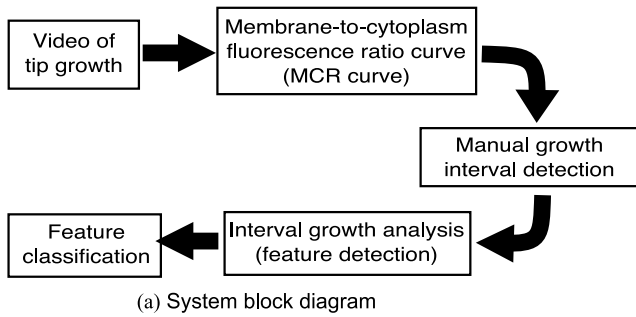 Video of
tip growth
Membrane-to-cytoplasm
fluorescence ratio curve
(MCR curve)
Manual growth
interval detection
Interval growth analysis
(feature detection)
Feature
classification
(a) System block diagram